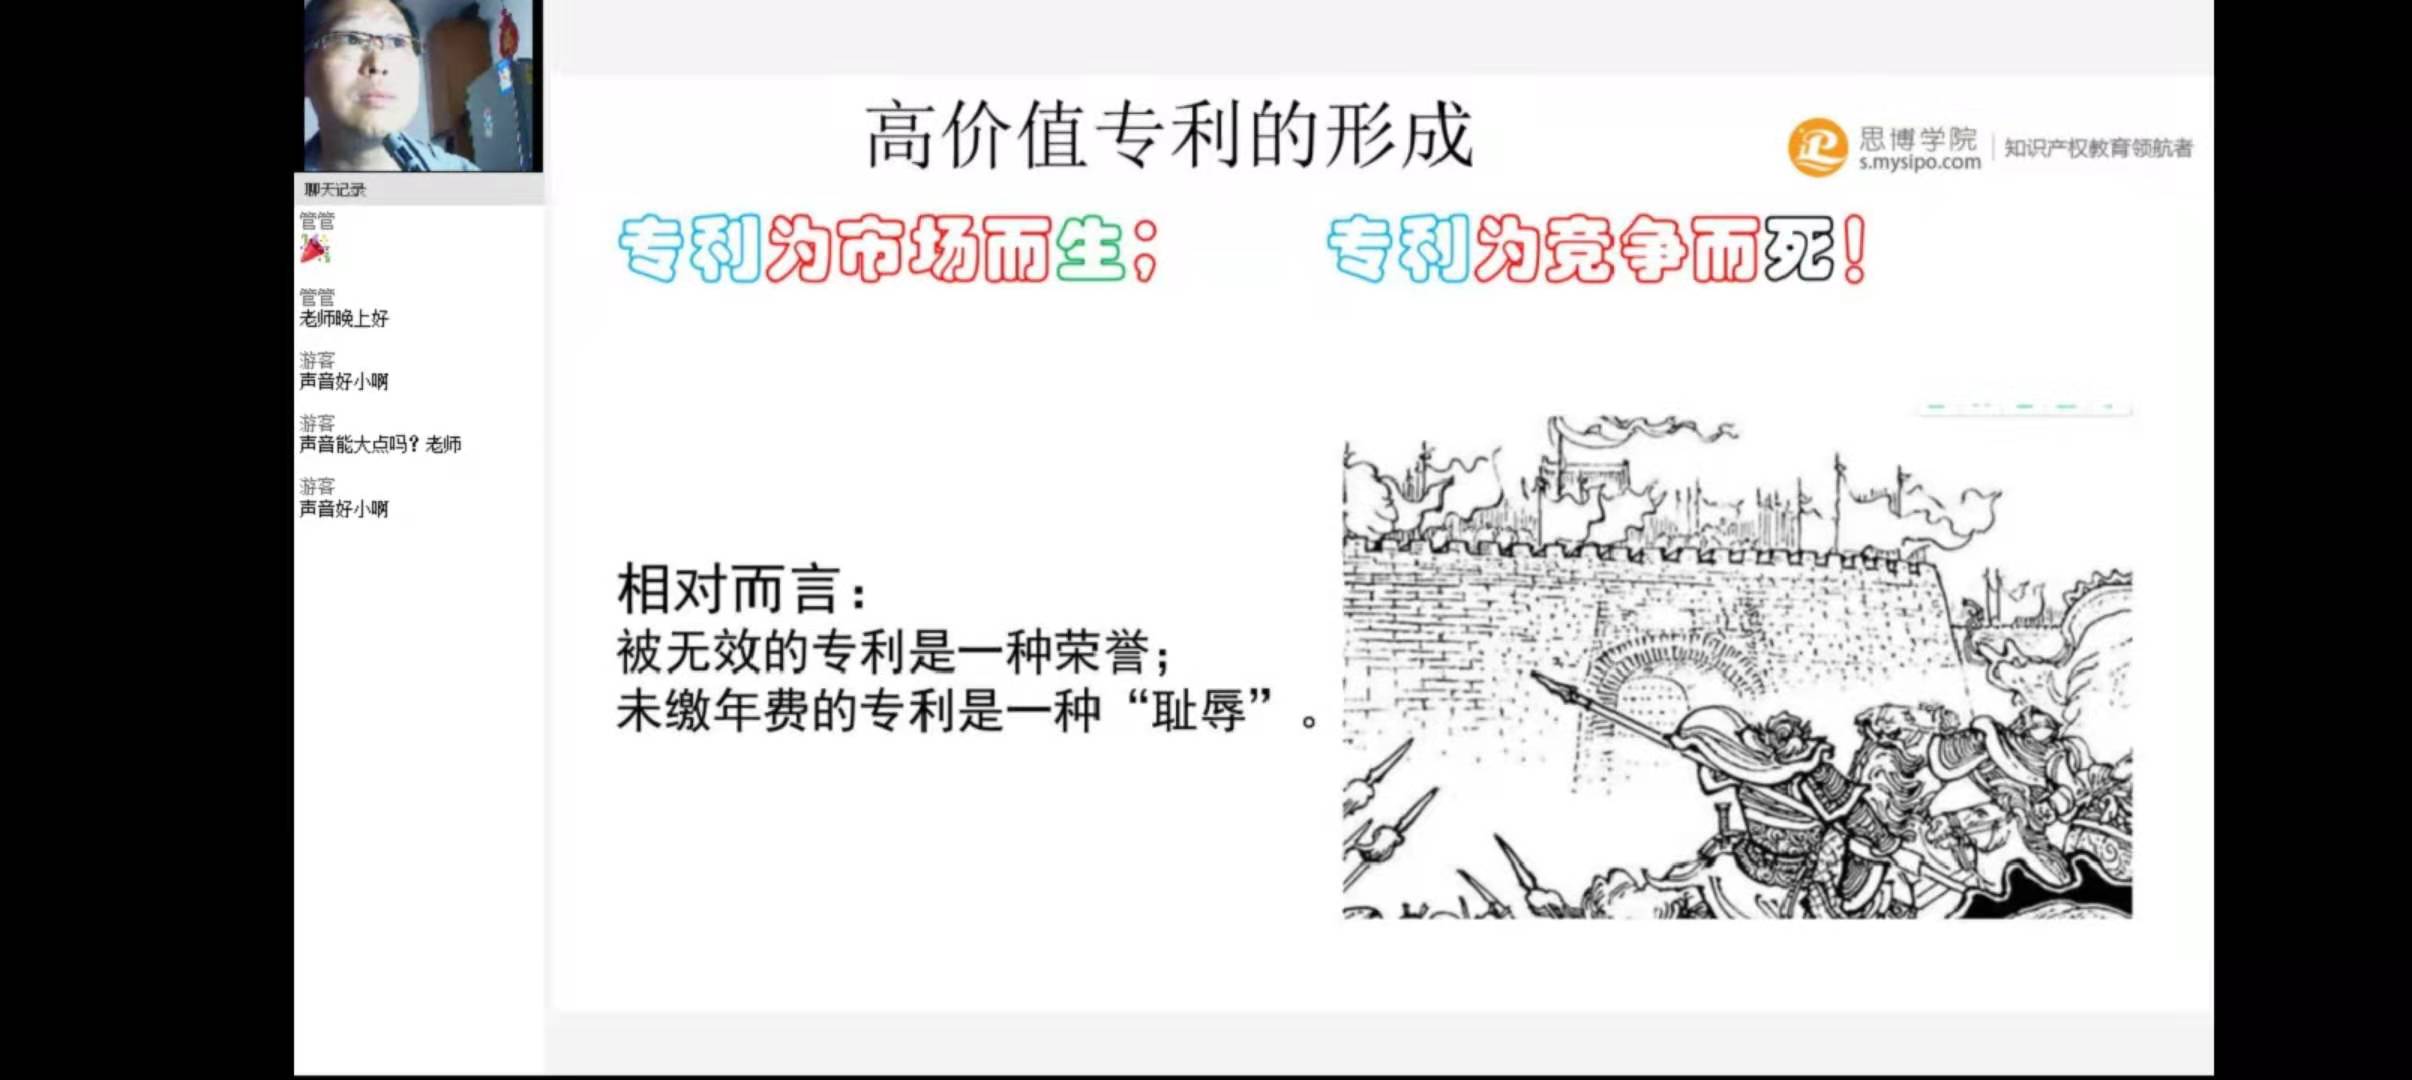 高价值专利的形成
思博学院
s.mysipo.com
知识产权教育领航者
专利为市场而生； 专利为竞争而死！
相对而言：
被无效的专利是一种荣誉；
未缴年费的专利是一种“耻辱”。
聊天记录
管管
管管
老师晚上好
游客
声音好小啊
游客
声音能大点吗？老师
游客
声音好小啊